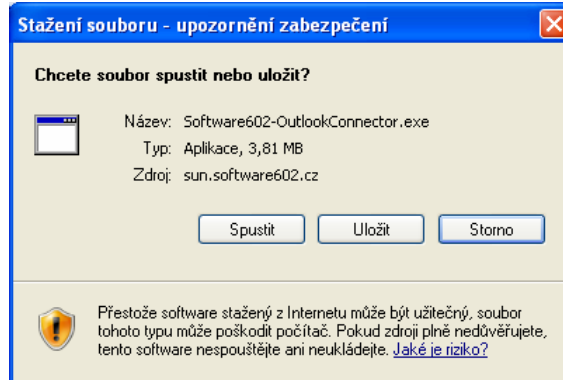 Stažení souboru - upozornění zabezpečení
Chcete soubor spustit nebo uložit?
Název: Software602-OutlookConnector.exe
Typ: Aplikace, 3,81 MB
Zdroj: sun.software602.cz
Spustit Uložit Storno
Přestože software stažený z Internetu může být užitečný, soubor
tohoto typu může poškodit počítač. Pokud zdroji plně nedůvěřujete,
tento software nespouštějte ani neukládejte. Jaké je riziko?